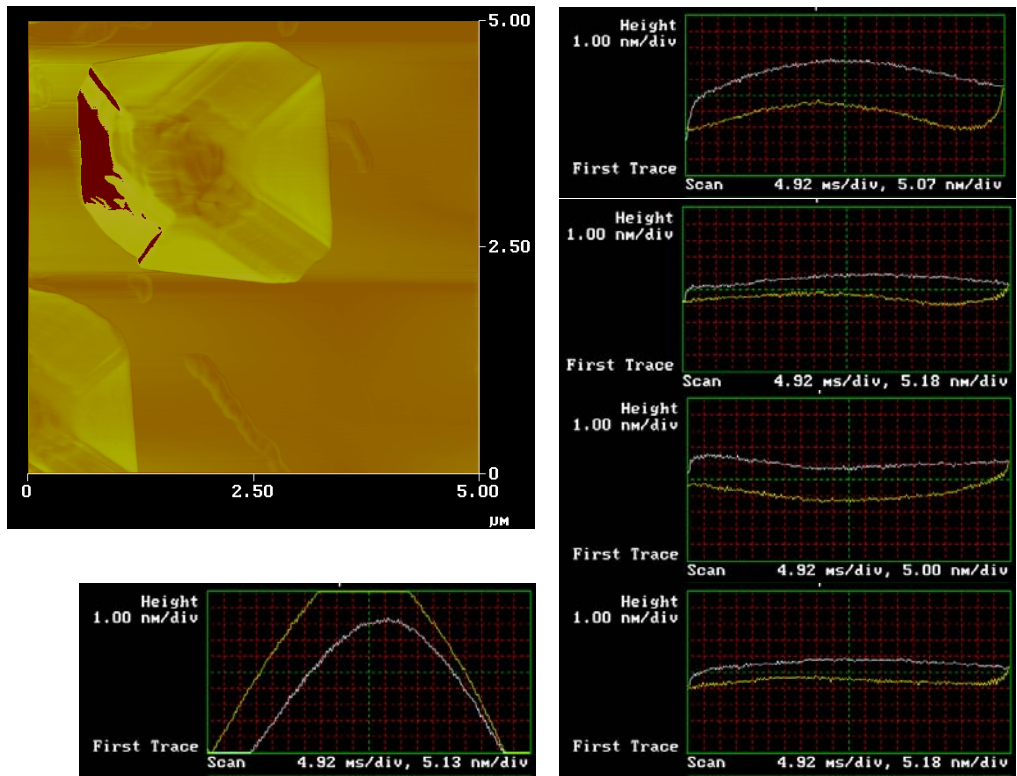 5.00
2.50
0
0 2.50 5.00
µM
Height
1.00 nm/div
First Trace
Scan 4.92 ms/div, 5.07 nm/div
Height
1.00 nm/div
First Trace
Scan 4.92 ms/div, 5.18 nm/div
Height
1.00 nm/div
First Trace
Scan 4.92 ms/div, 5.00 nm/div
Height
1.00 nm/div
First Trace
Scan 4.92 ms/div, 5.13 nm/div
Height
1.00 nm/div
First Trace
Scan 4.92 ms/div, 5.18 nm/div